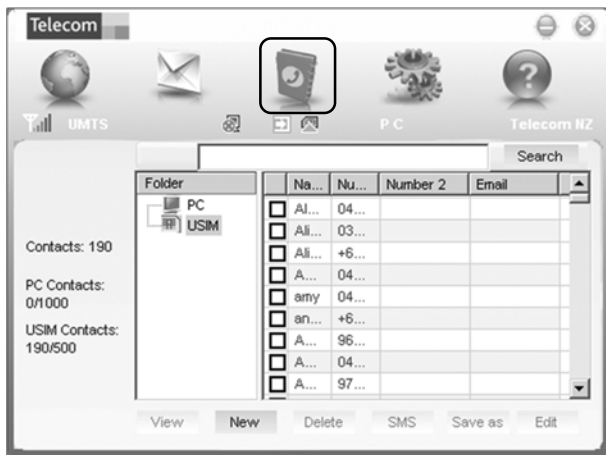 Telecom
UMTS PC Telecom NZ
Search
Folder Na... Nu... Number 2 Email
PC
USIM
Al... 04...
Ali... 03...
Ali... +6...
A... 04...
amy 04...
an... +6...
A... 96...
A... 04...
A... 97...
Contacts: 190
PC Contacts:
0/1000
USIM Contacts:
190/500
View New Delete SMS Save as Edit